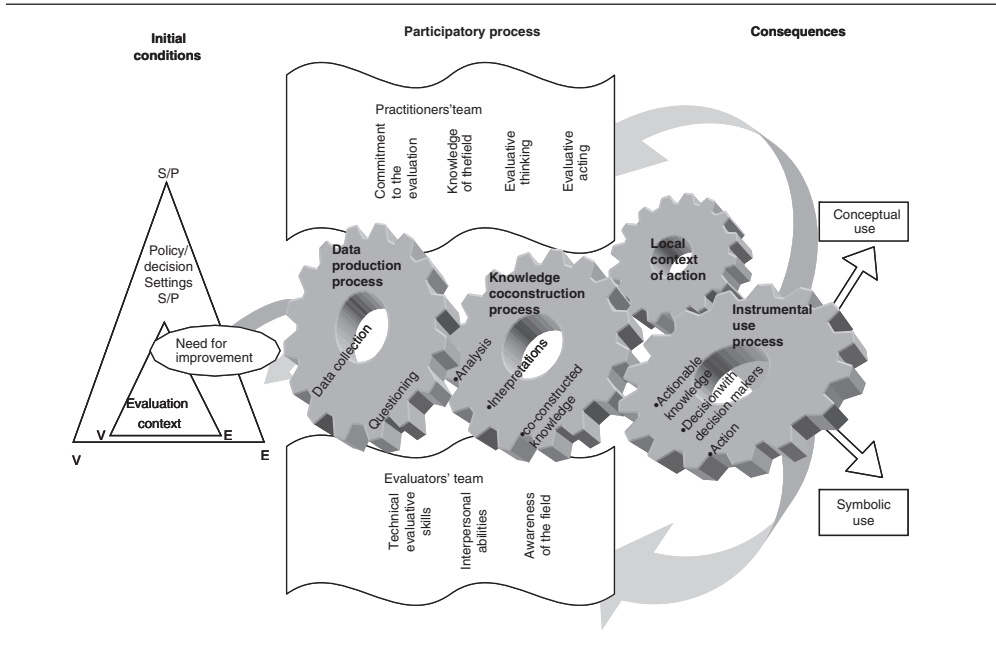 Initial
conditions
Participatory process
Consequences
S/P
Policy/
decision
Settings
S/P
Need for
improvement
Evaluation
context
V
E
V
E
Practitioners'team
Commitment
to the
evaluation
Knowledge
of thefield
Evaluative
thinking
Evaluative
acting
Data
production
process
Data collection
Questioning
Knowledge
coconstruction
process
•Analysis
•Interpretations
•co-constructed
knowledge
Local
context
of action
Instrumental
use
process
•Actionable
knowledge
•Decisionwith
decision makers
•Action
Evaluators' team
Technical
evaluative
skills
Interpersonal
abilities
Awareness
of the field
Conceptual
use
Symbolic
use